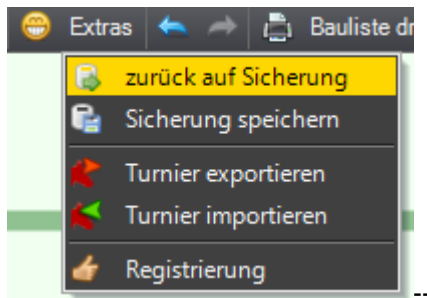 Extras Bauliste dr
zurück auf Sicherung
Sicherung speichern
Turnier exportieren
Turnier importieren
Registrierung